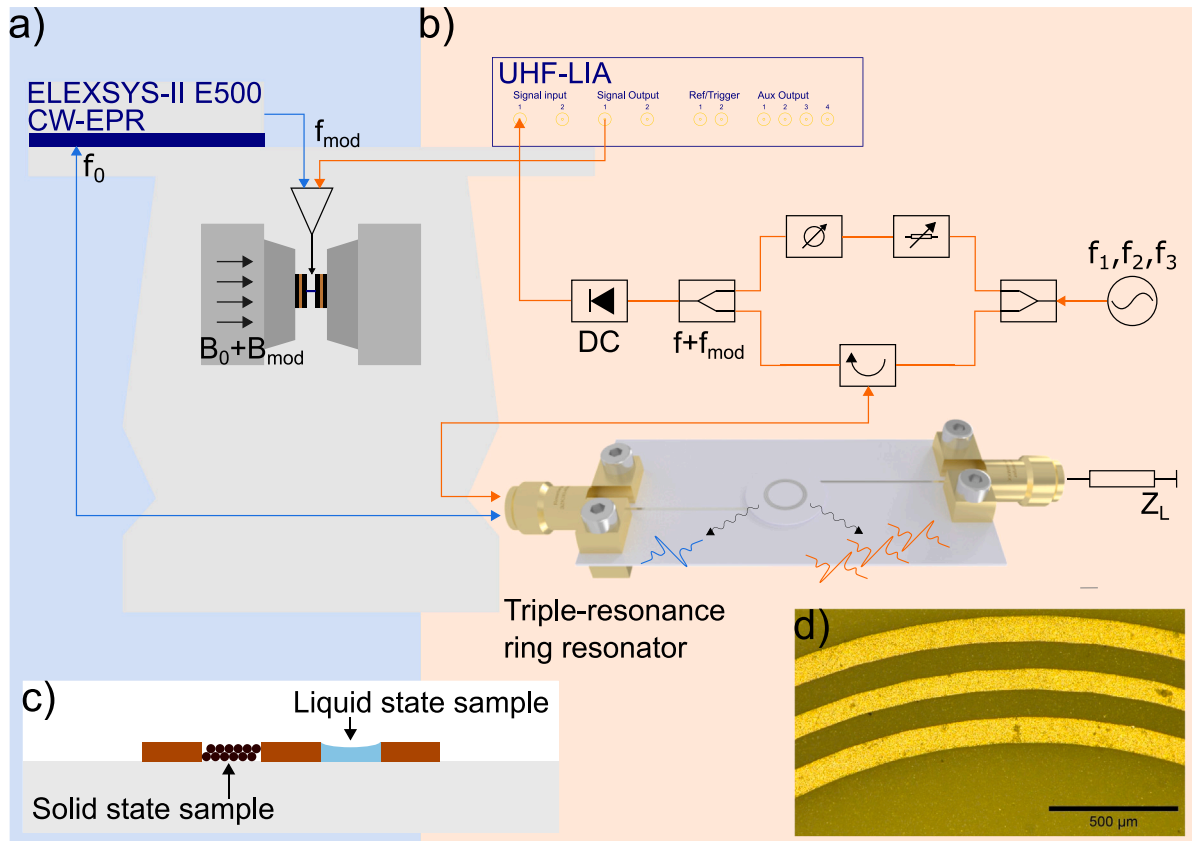 a)
b)
ELEXSYS-II E500
CW-EPR
f0
fmod
B0+Bmod
UHF-LIA
Signal input
Signal Output
Ref/Trigger
Aux Output
1 2 1 2 1 2 1 2 3 4
f1,f2,f3
DC
f+fmod
ZL
Triple-resonance
ring resonator
c)
Liquid state sample
Solid state sample
d)
500 µm